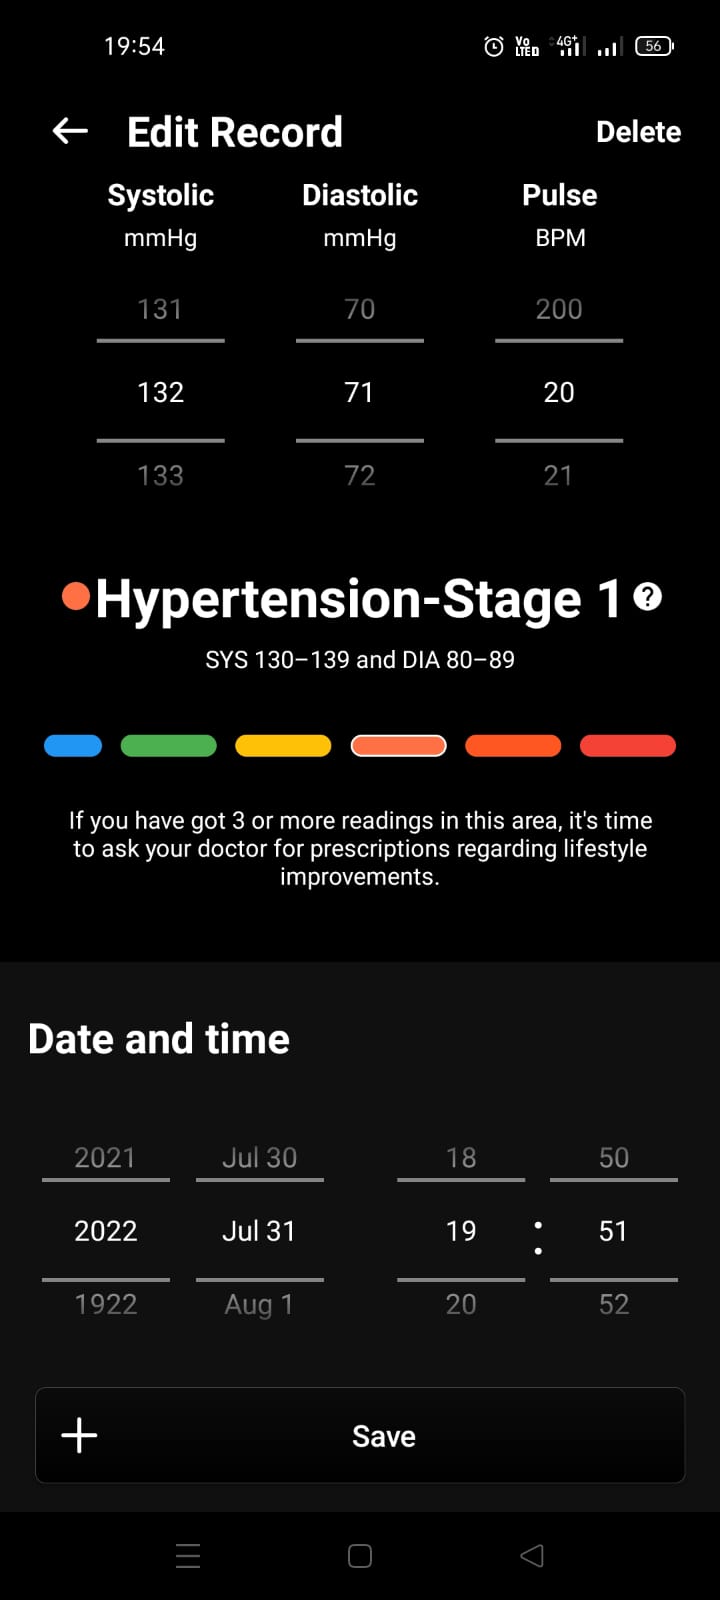 19:54 Vo LTED 4G+ 56
Edit Record Delete
Systolic Diastolic Pulse
mmHg mmHg BPM
131 70 200
132 71 20
133 72 21
Hypertension-Stage 1 ?
SYS 130–139 and DIA 80–89
If you have got 3 or more readings in this area, it's time
to ask your doctor for prescriptions regarding lifestyle
improvements.
Date and time
2021 Jul 30 18 50
2022 Jul 31 19 : 51
1922 Aug 1 20 52
+ Save